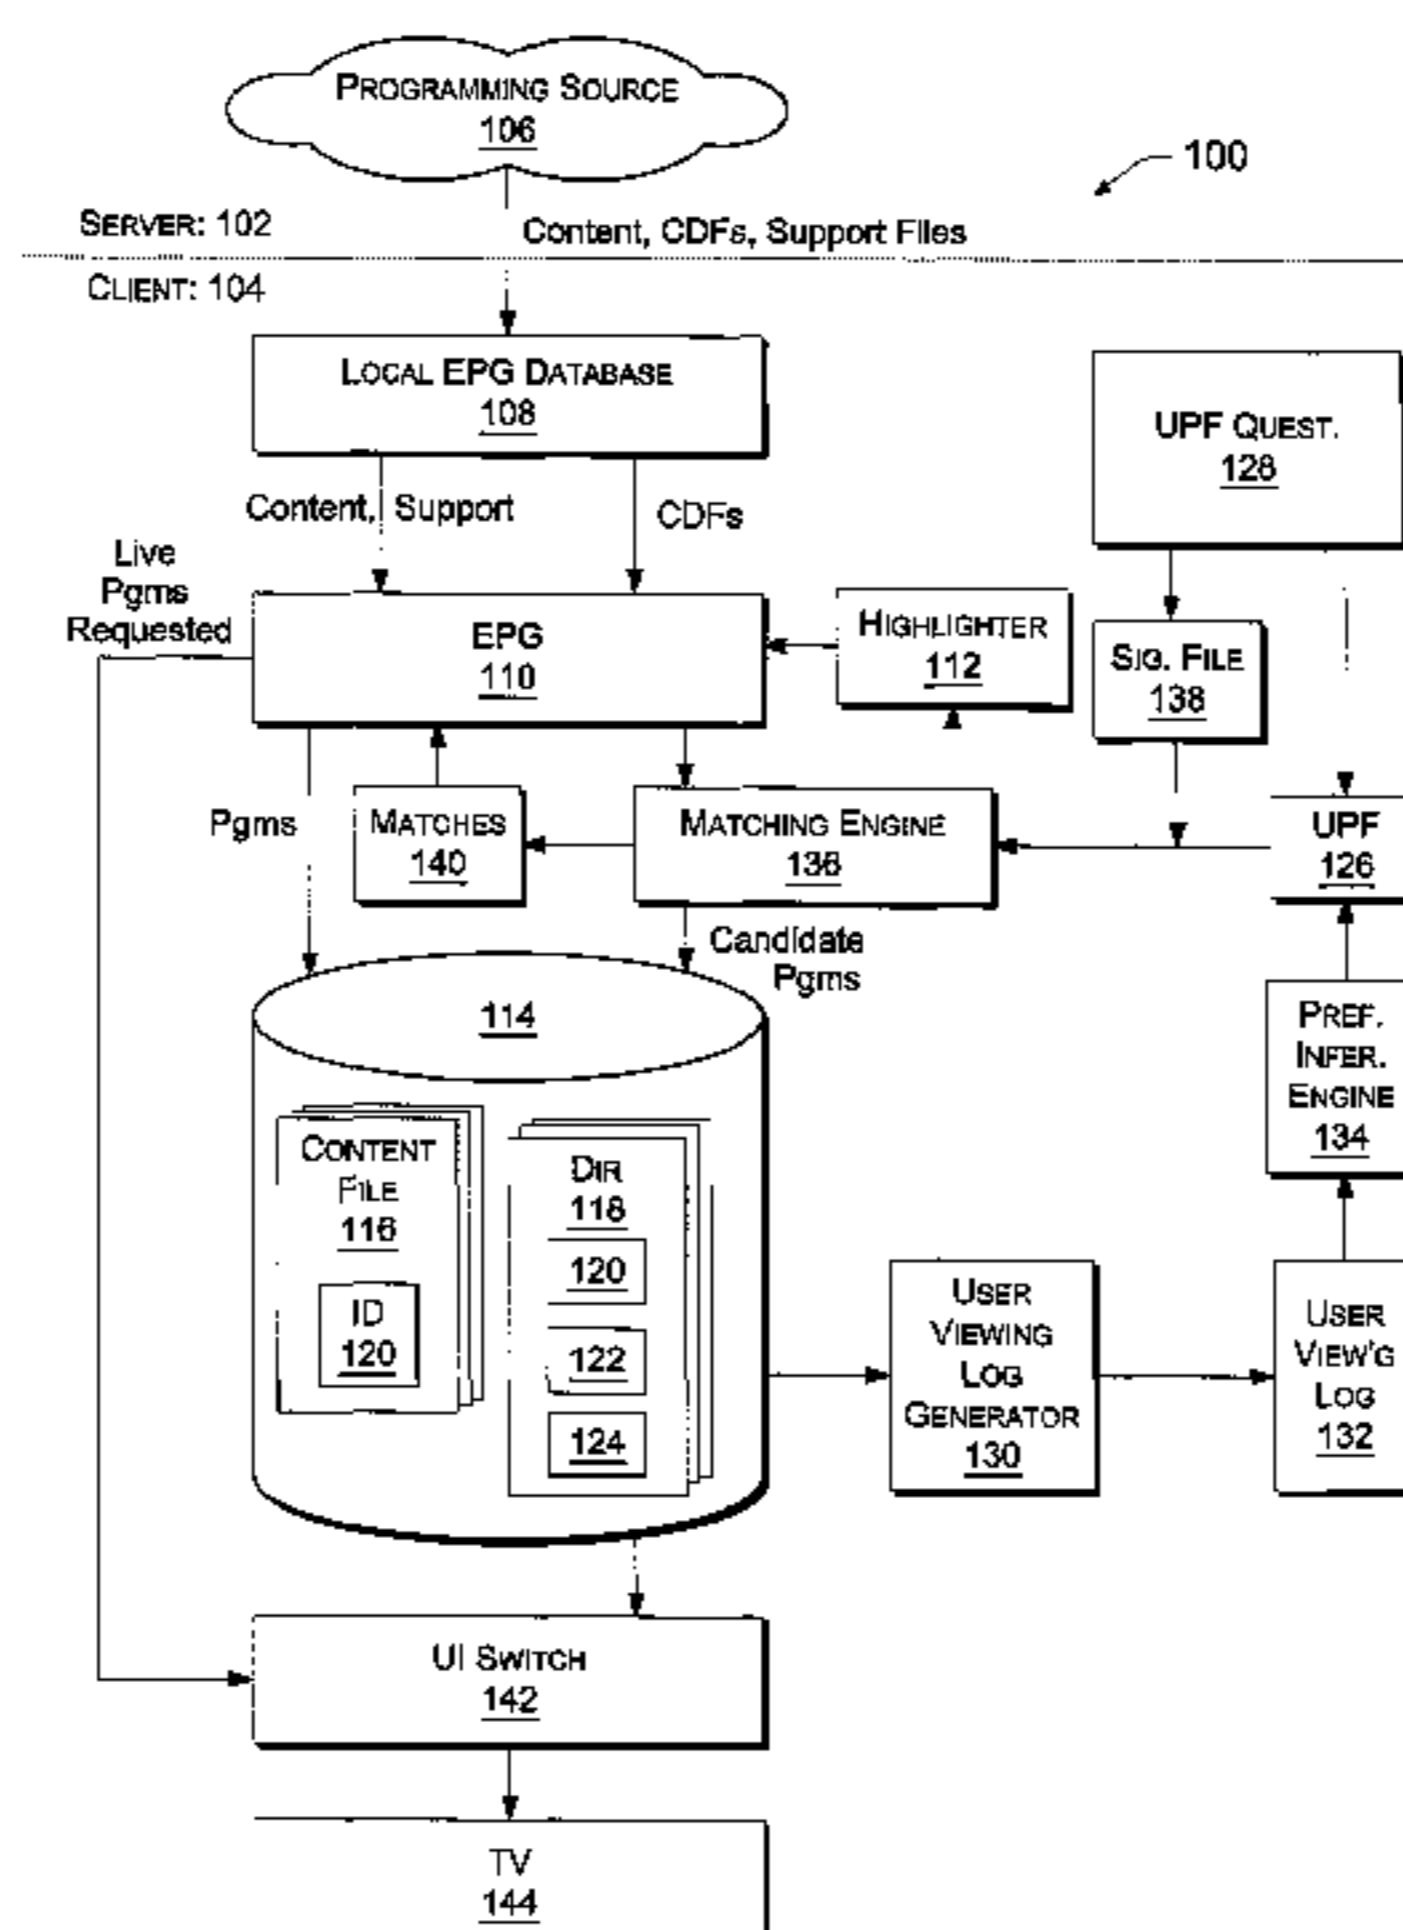 PROGRAMMING SOURCE
106
100
SERVER: 102
Content, CDFs, Support Files
CLIENT: 104
LOCAL EPG DATABASE
108
UPF QUEST.
128
Content, Support
CDFs
Live
Pgms
Requested
EPG
110
HIGHLIGHTER
112
SIG. FILE
138
Pgms
MATCHES
140
MATCHING ENGINE
136
UPF
126
Candidate
Pgms
114
PREF.
INFER.
ENGINE
134
CONTENT
FILE
116
ID
120
DIR
118
120
122
124
USER
VIEWING
LOG
GENERATOR
130
USER
VIEW'G
LOG
132
UI SWITCH
142
TV
144